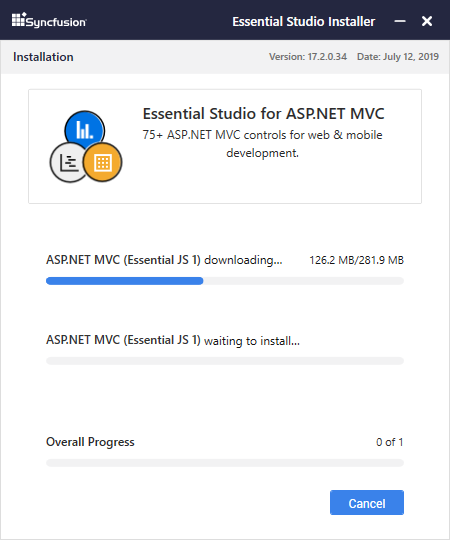 Syncfusion® Essential Studio Installer
Installation Version: 17.2.0.34 Date: July 12, 2019
Essential Studio for ASP.NET MVC
75+ ASP.NET MVC controls for web & mobile
development.
ASP.NET MVC (Essential JS 1) downloading... 126.2 MB/281.9 MB
ASP.NET MVC (Essential JS 1) waiting to install...
Overall Progress 0 of 1
Cancel